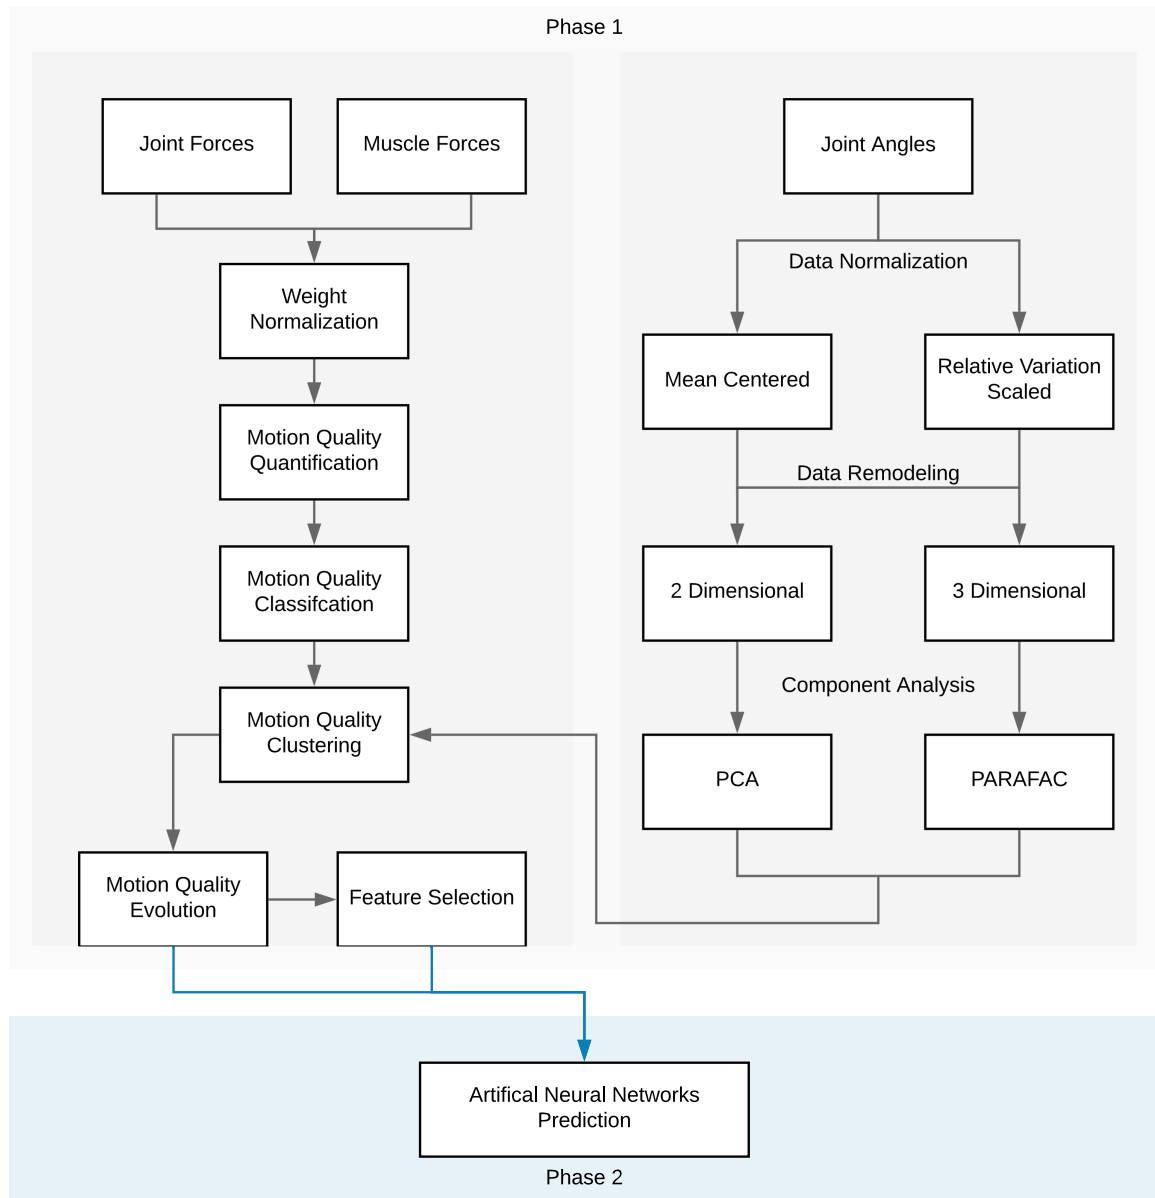 Phase 1
Joint Forces
Muscle Forces
Joint Angles
Data Normalization
Weight
Normalization
Mean Centered
Relative Variation
Scaled
Motion Quality
Quantification
Data Remodeling
Motion Quality
Classifcation
2 Dimensional
3 Dimensional
Component Analysis
Motion Quality
Clustering
PCA
PARAFAC
Motion Quality
Evolution
Feature Selection
Artifical Neural Networks
Prediction
Phase 2